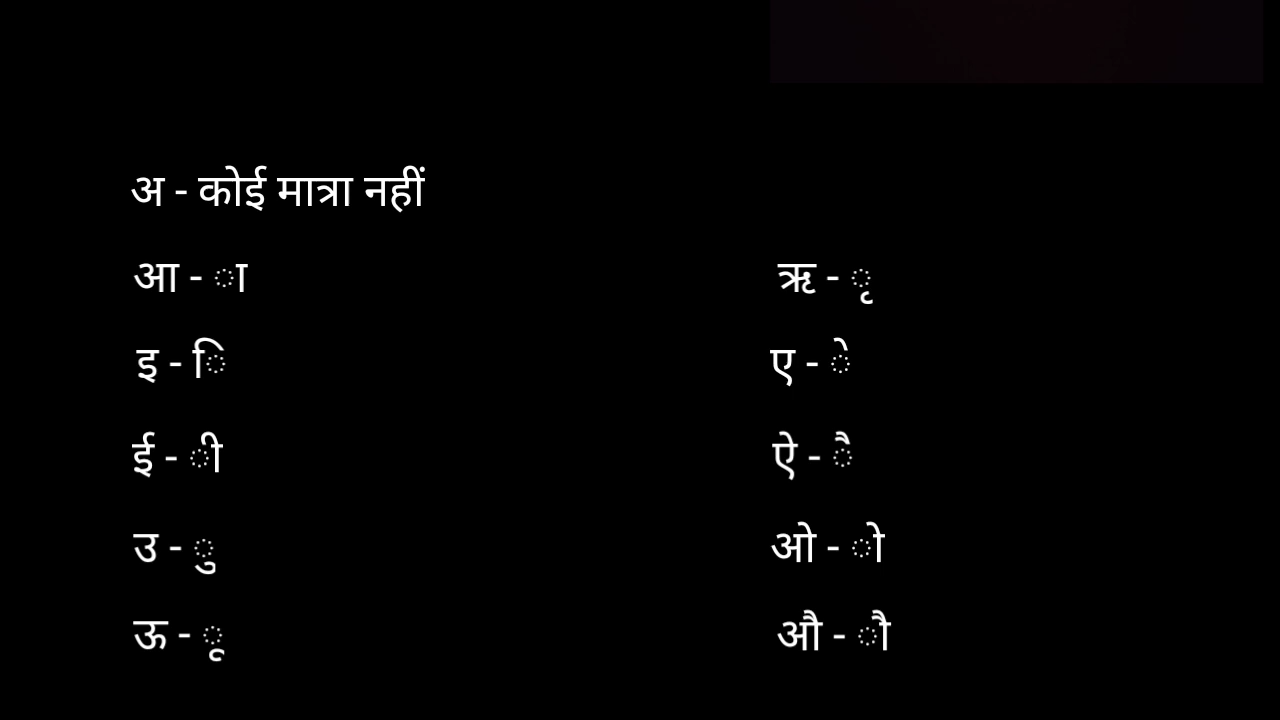 अ - कोई मात्रा नहीं
आ - ा
इ - ि
ई - ी
उ - ु
ऊ - ू
ऋ - ृ
ए - े
ऐ - ै
ओ - ो
औ - ौ